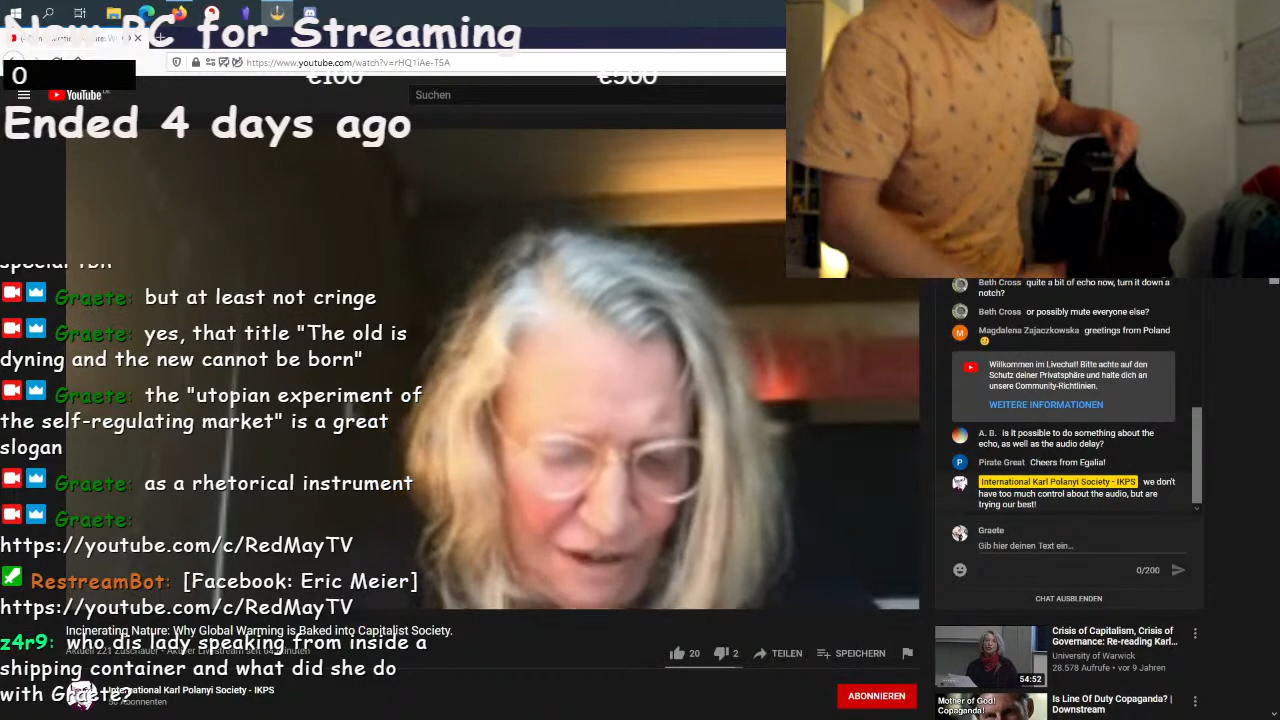 New PC for Streaming
https://www.youtube.com/watch?v=rHQ1iAe-T5A
0
€100
€500
YouTube
Suchen
Ended 4 days ago
Graete: but at least not cringe
Graete: yes, that title "The old is
dyning and the new cannot be born"
Graete: the "utopian experiment of
the self-regulating market" is a great
slogan
Graete: as a rhetorical instrument
Graete:
https://youtube.com/c/RedMayTV
RestreamBot: [Facebook: Eric Meier]
https://youtube.com/c/RedMayTV
z4r9: who dis lady speaking from inside a
shipping container and what did she do
with Graete?
Incinerating Nature: Why Global Warming is Baked into Capitalist Society.
20
2
TEILEN
SPEICHERN
International Karl Polanyi Society - IKPS
Abonnenten
ABONNIEREN
Beth Cross quite a bit of echo now, turn it down a
notch?
Beth Cross or possibly mute everyone else?
Magdalena Zajaczkowska greetings from Poland
Willkommen im Livechat! Bitte achte auf den
Schutz deiner Privatsphäre und halte dich an
unsere Community-Richtlinien.
WEITERE INFORMATIONEN
A. B. is it possible to do something about the
echo, as well as the audio delay?
Pirate Great Cheers from Egalia!
International Karl Polanyi Society - IKPS we don't
have too much control about the audio, but are
trying our best!
Graete
Gib hier deinen Text ein...
0/200
CHAT AUSBLENDEN
Crisis of Capitalism, Crisis of
Governance: Re-reading Karl...
University of Warwick
28.578 Aufrufe • vor 9 Jahren
54:52
Mother of God!
Copaganda!
Is Line Of Duty Copaganda? |
Downstream